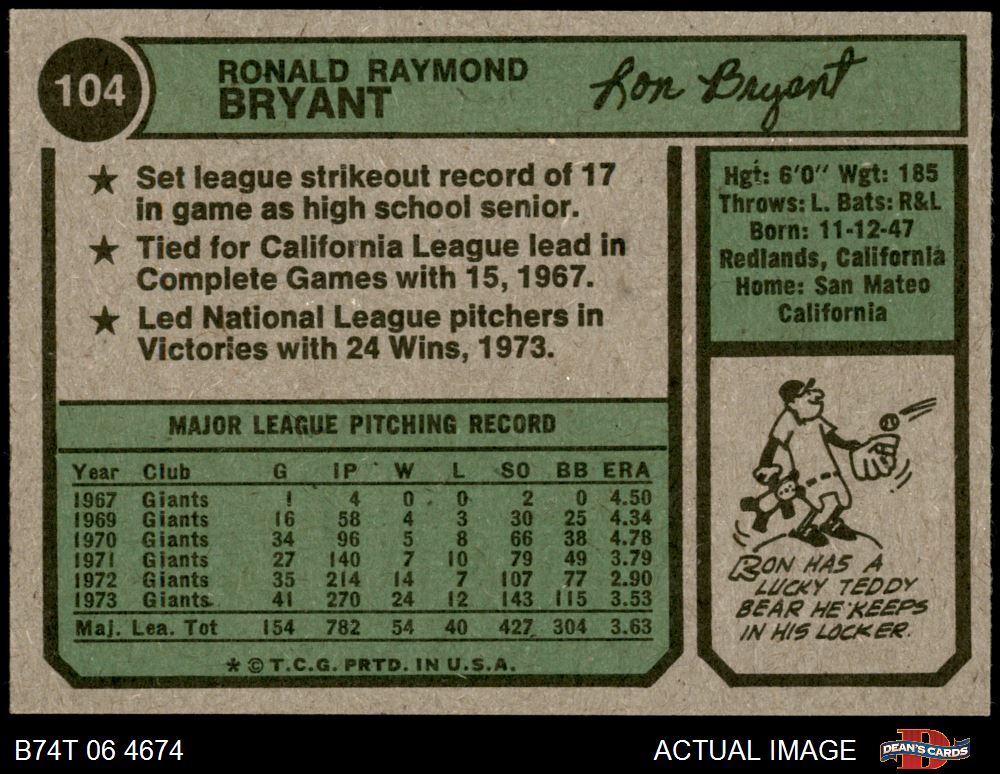 104
RONALD RAYMOND
BRYANT
Ron Bryant
★ Set league strikeout record of 17
in game as high school senior.
★ Tied for California League lead in
Complete Games with 15, 1967.
★ Led National League pitchers in
Victories with 24 Wins, 1973.
Hgt: 6'0" Wgt: 185
Throws: L. Bats: R&L
Born: 11-12-47
Redlands, California
Home: San Mateo
California
MAJOR LEAGUE PITCHING RECORD
Year Club G IP W L SO BB ERA
1967 Giants 1 4 0 0 2 0 4.50
1969 Giants 16 58 4 3 30 25 4.34
1970 Giants 34 96 5 8 66 38 4.78
1971 Giants 27 140 7 10 79 49 3.79
1972 Giants 35 214 14 7 107 77 2.90
1973 Giants 41 270 24 12 143 115 3.53
Maj. Lea. Tot 154 782 54 40 427 304 3.63
* © T.C.G. PRTD. IN U.S.A.
RON HAS A
LUCKY TEDDY
BEAR HE KEEPS
IN HIS LOCKER.
B74T 06 4674
ACTUAL IMAGE
DEAN'S CARDS